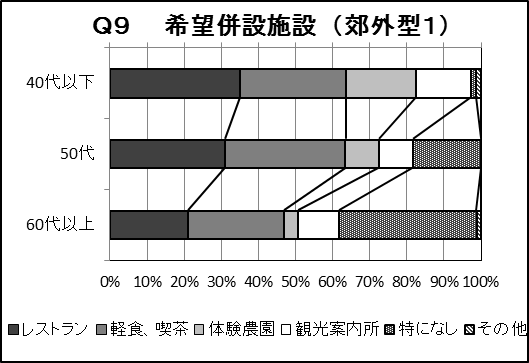 Q9 希望併設施設（郊外型1）
40代以下
50代
60代以上
0% 10% 20% 30% 40% 50% 60% 70% 80% 90% 100%
レストラン 軽食、喫茶 体験農園 観光案内所 特になし その他